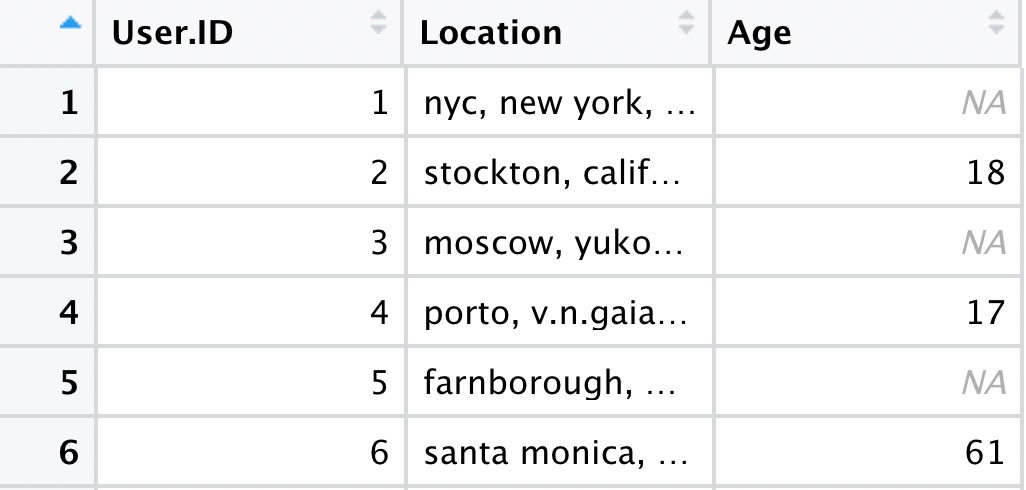 User.ID Location Age
1 1 nyc, new york, ... NA
2 2 stockton, calif... 18
3 3 moscow, yuko... NA
4 4 porto, v.n.gaia... 17
5 5 farnborough, ... NA
6 6 santa monica, ... 61